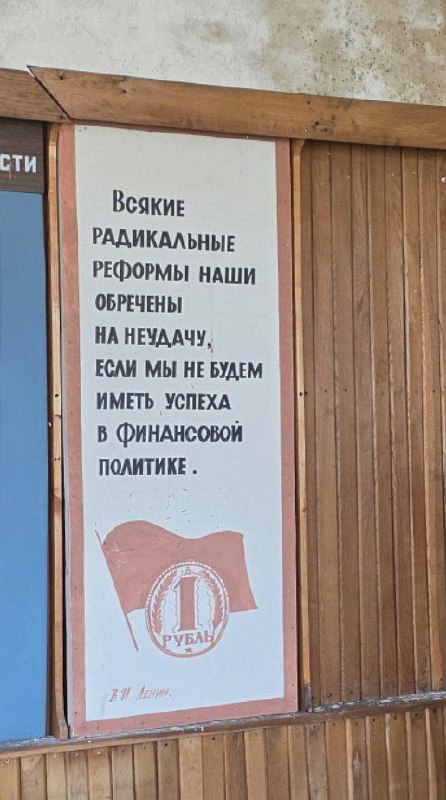 сти
Всякие
радикальные
реформы наши
обречены
на неудачу,
если мы не будем
иметь успеха
в финансовой
политике.
1
РУБЛЬ
В. И. Ленин.